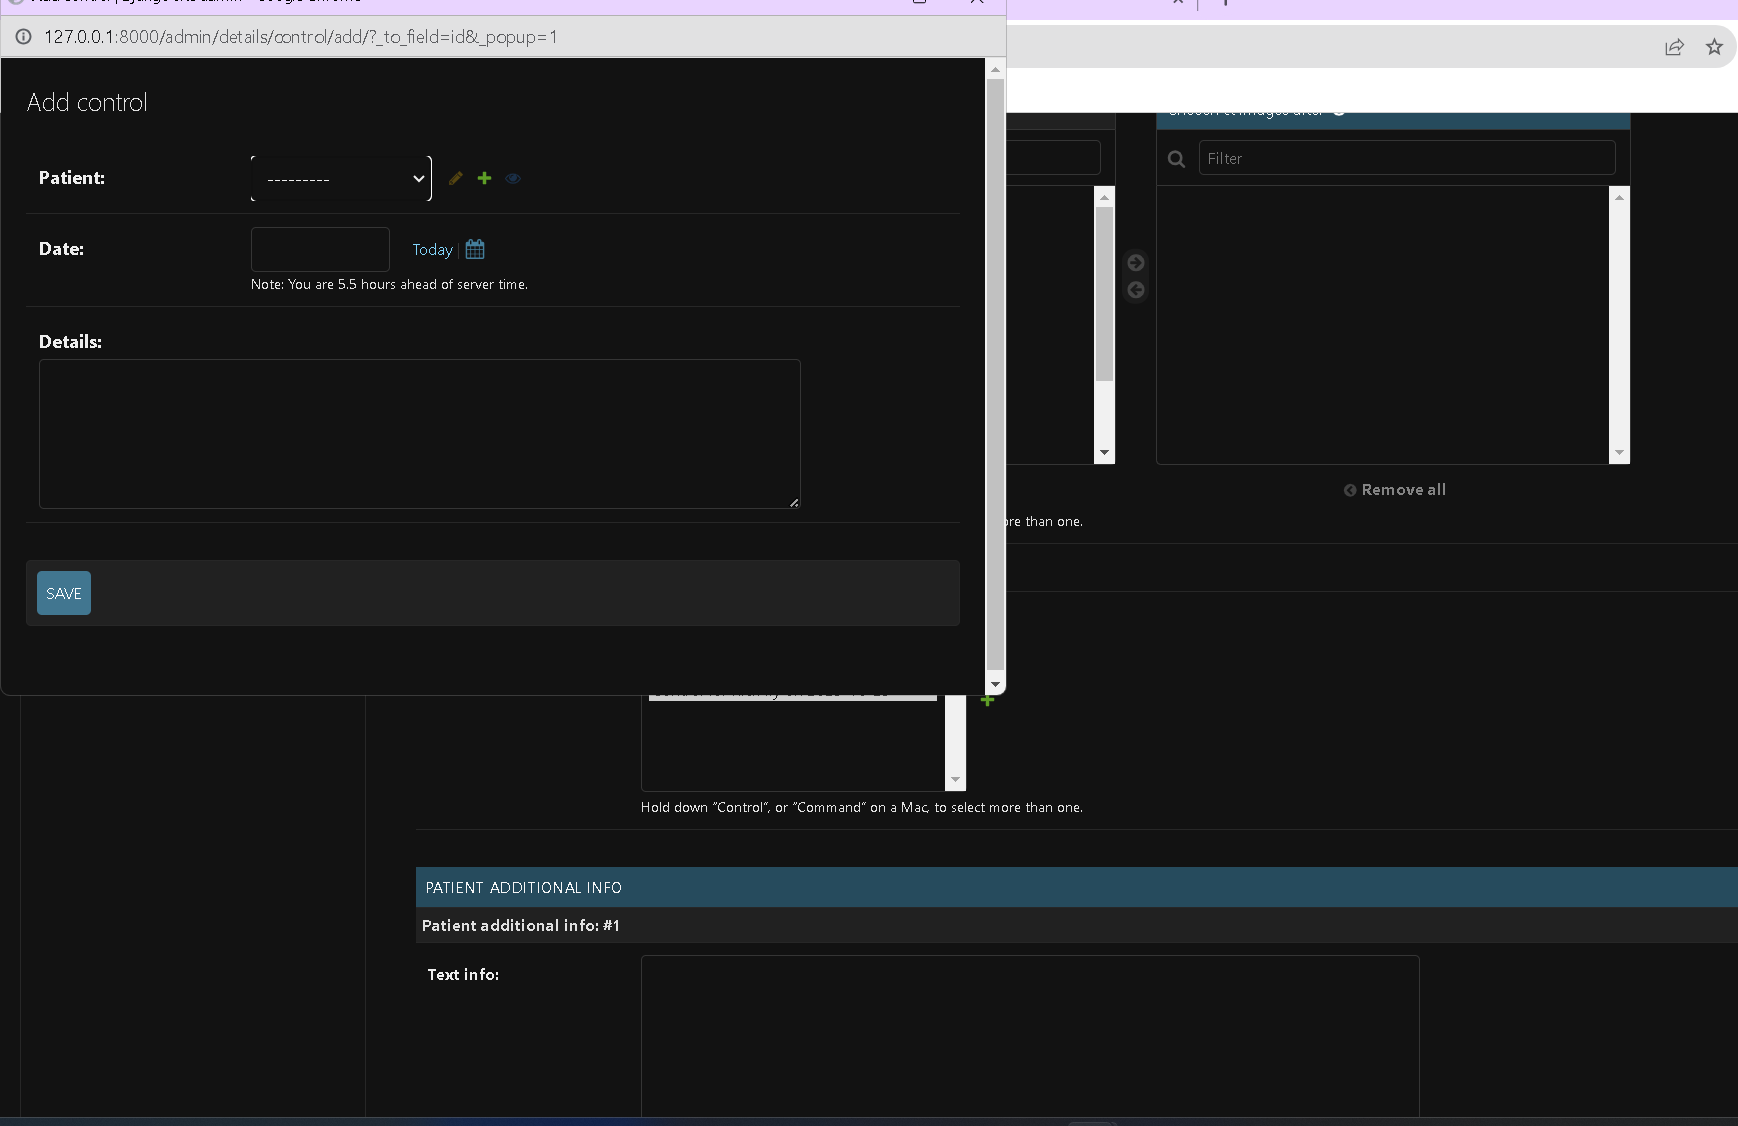 127.0.0.1:8000/admin/details/control/add/?_to_field=id&_popup=1
Add control
Patient:
---------
Date:
Today
Note: You are 5.5 hours ahead of server time.
Details:
SAVE
Filter
Remove all
ore than one.
Hold down “Control”, or “Command” on a Mac, to select more than one.
PATIENT ADDITIONAL INFO
Patient additional info: #1
Text info: